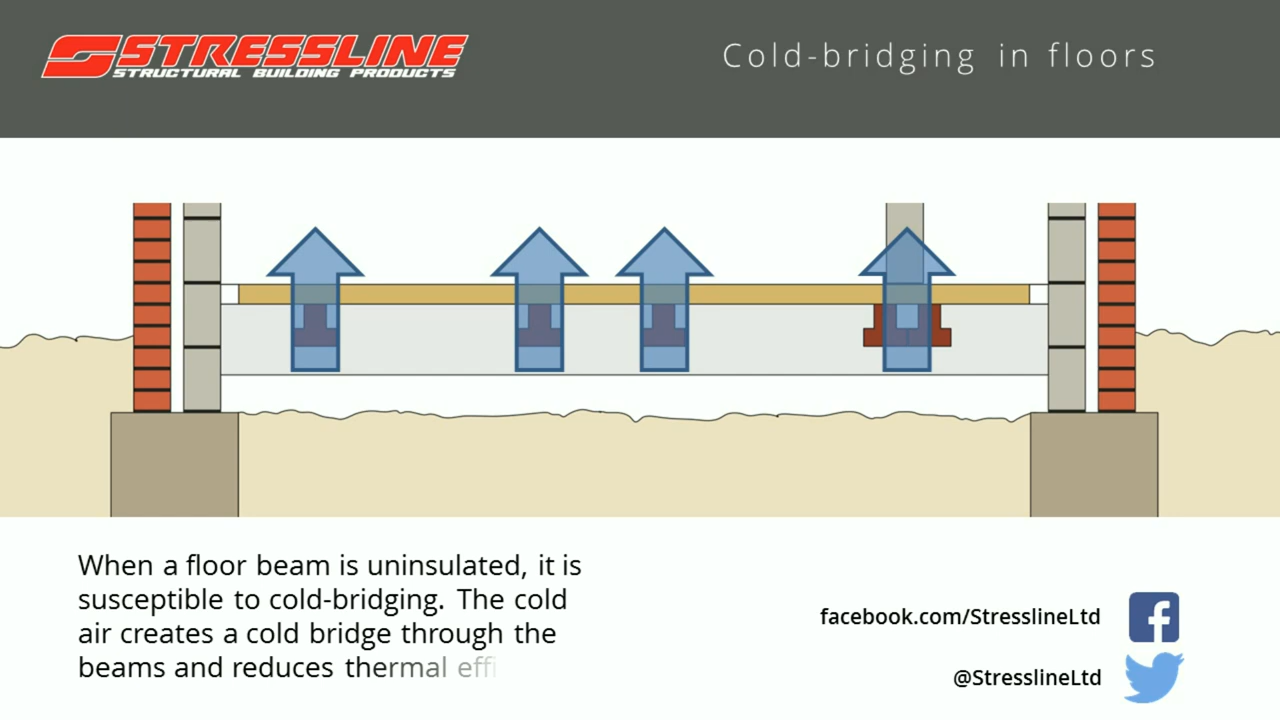 STRESSLINE
STRUCTURAL BUILDING PRODUCTS
Cold-bridging in floors
When a floor beam is uninsulated, it is
susceptible to cold-bridging. The cold
air creates a cold bridge through the
beams and reduces thermal effi
facebook.com/StresslineLtd
@StresslineLtd